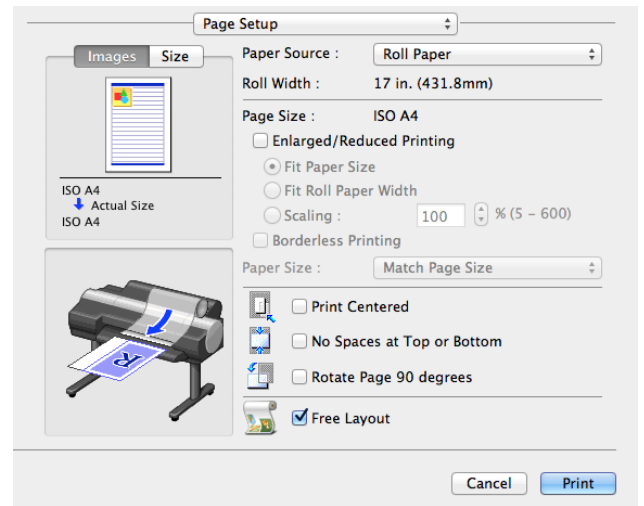 Page Setup
Images Size
Paper Source : Roll Paper
Roll Width : 17 in. (431.8mm)
Page Size : ISO A4
Enlarged/Reduced Printing
Fit Paper Size
Fit Roll Paper Width
Scaling : 100 % (5 - 600)
Borderless Printing
Paper Size : Match Page Size
ISO A4
Actual Size
ISO A4
R
Print Centered
No Spaces at Top or Bottom
Rotate Page 90 degrees
Free Layout
Cancel Print